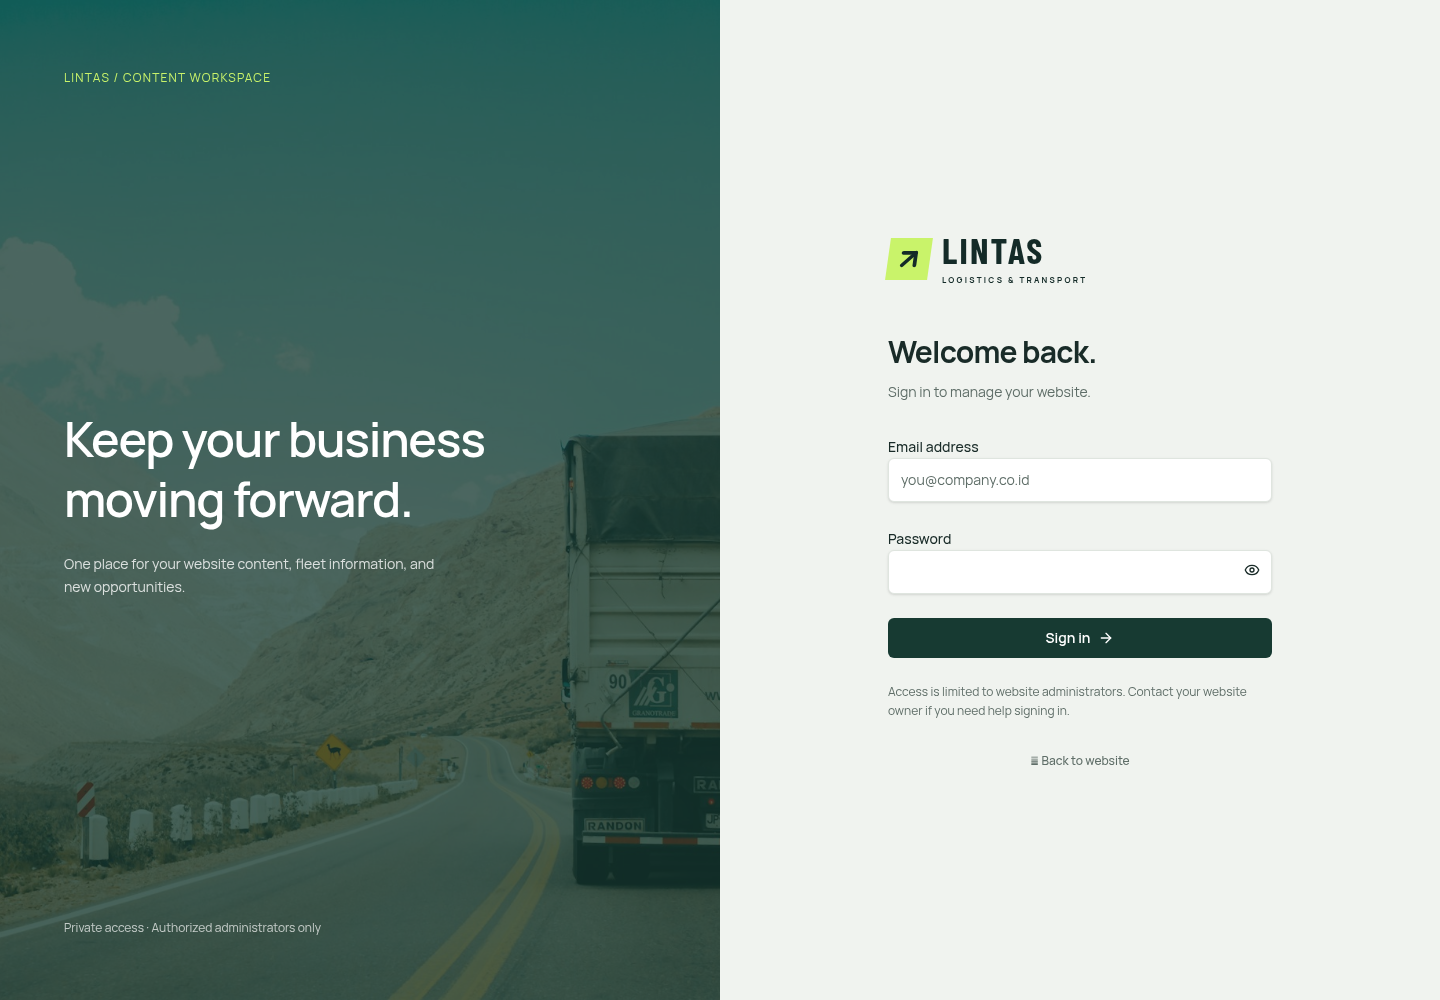 LINTAS / CONTENT WORKSPACE
Keep your business
moving forward.
One place for your website content, fleet information, and
new opportunities.
90
GRANOTRADE
RANDON
Private access · Authorized administrators only
LINTAS
LOGISTICS & TRANSPORT
Welcome back.
Sign in to manage your website.
Email address
you@company.co.id
Password
Sign in
Access is limited to website administrators. Contact your website
owner if you need help signing in.
Back to website